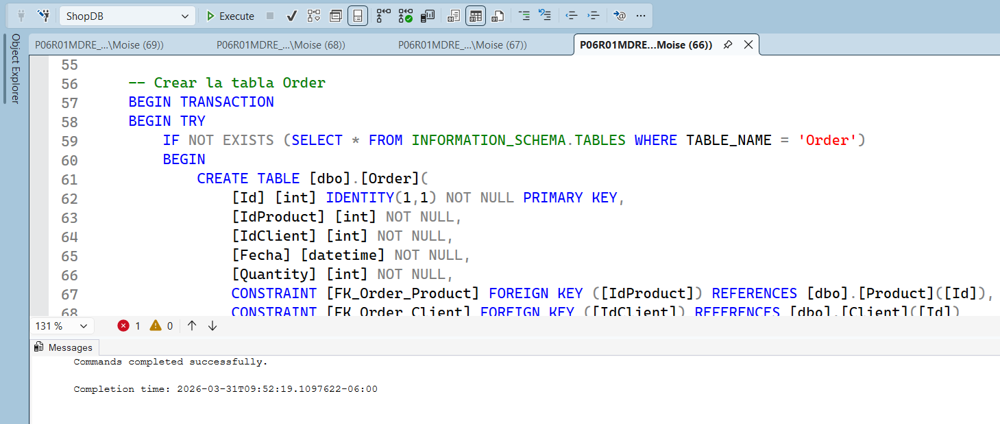 ShopDB
Execute
Object Explorer
P06R01MDRE_...\Moise (69))
P06R01MDRE_...\Moise (68))
P06R01MDRE_...\Moise (67))
P06R01MDRE...Moise (66))
55
56 -- Crear la tabla Order
57 BEGIN TRANSACTION
58 BEGIN TRY
59 IF NOT EXISTS (SELECT * FROM INFORMATION_SCHEMA.TABLES WHERE TABLE_NAME = 'Order')
60 BEGIN
61 CREATE TABLE [dbo].[Order](
62 [Id] [int] IDENTITY(1,1) NOT NULL PRIMARY KEY,
63 [IdProduct] [int] NOT NULL,
64 [IdClient] [int] NOT NULL,
65 [Fecha] [datetime] NOT NULL,
66 [Quantity] [int] NOT NULL,
67 CONSTRAINT [FK_Order_Product] FOREIGN KEY ([IdProduct]) REFERENCES [dbo].[Product]([Id]),
68 CONSTRAINT [FK_Order_Client] FOREIGN KEY ([IdClient]) REFERENCES [dbo].[Client]([Id])
131 % 1 0
Messages
Commands completed successfully.
Completion time: 2026-03-31T09:52:19.1097622-06:00